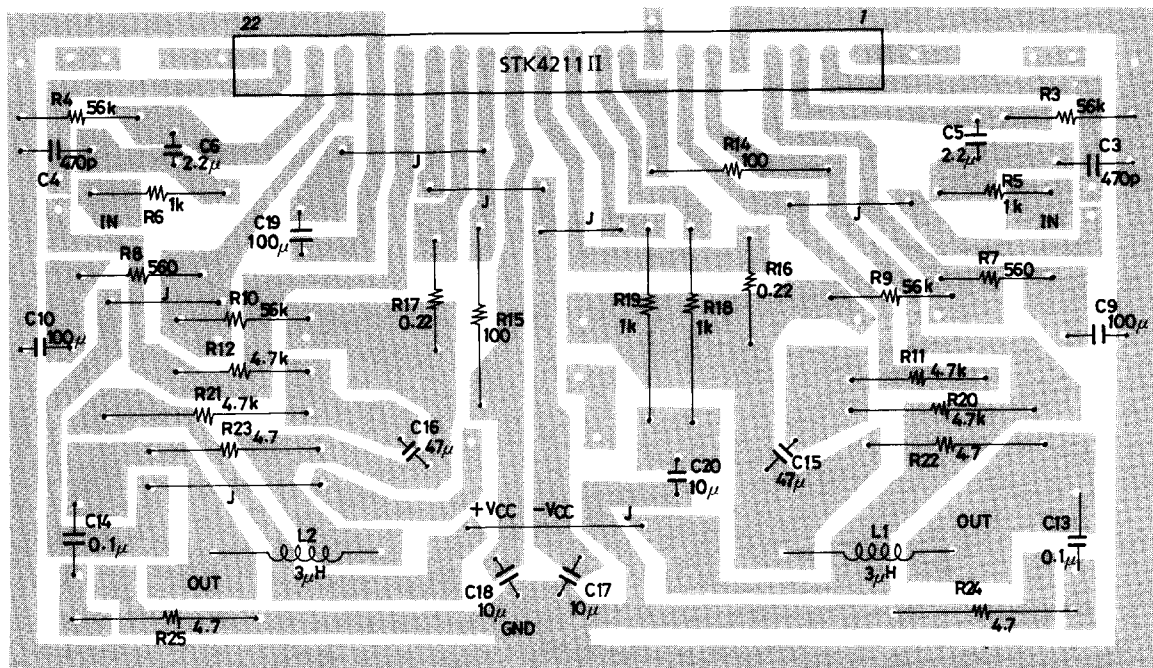 22
1
STK4211II
R4
56k
R3
56k
C6
2.2μ
C5
2.2μ
470p
C4
R14
100
C3
470p
J
R6
1k
IN
J
R5
1k
IN
J
J
C19
100μ
R8
560
R7
560
J
R10
56k
R17
0.22
R15
100
R19
1k
R18
1k
R16
0.22
R9
56k
C10
100μ
C9
100μ
R12
4.7k
R11
4.7k
R21
4.7k
R20
4.7k
R23
4.7
C16
47μ
R22
4.7
C15
47μ
C20
10μ
J
+VCC
-VCC
J
C14
0.1μ
L2
3μH
OUT
L1
3μH
OUT
C13
0.1μ
C18
10μ
C17
10μ
GND
R25
4.7
R24
4.7